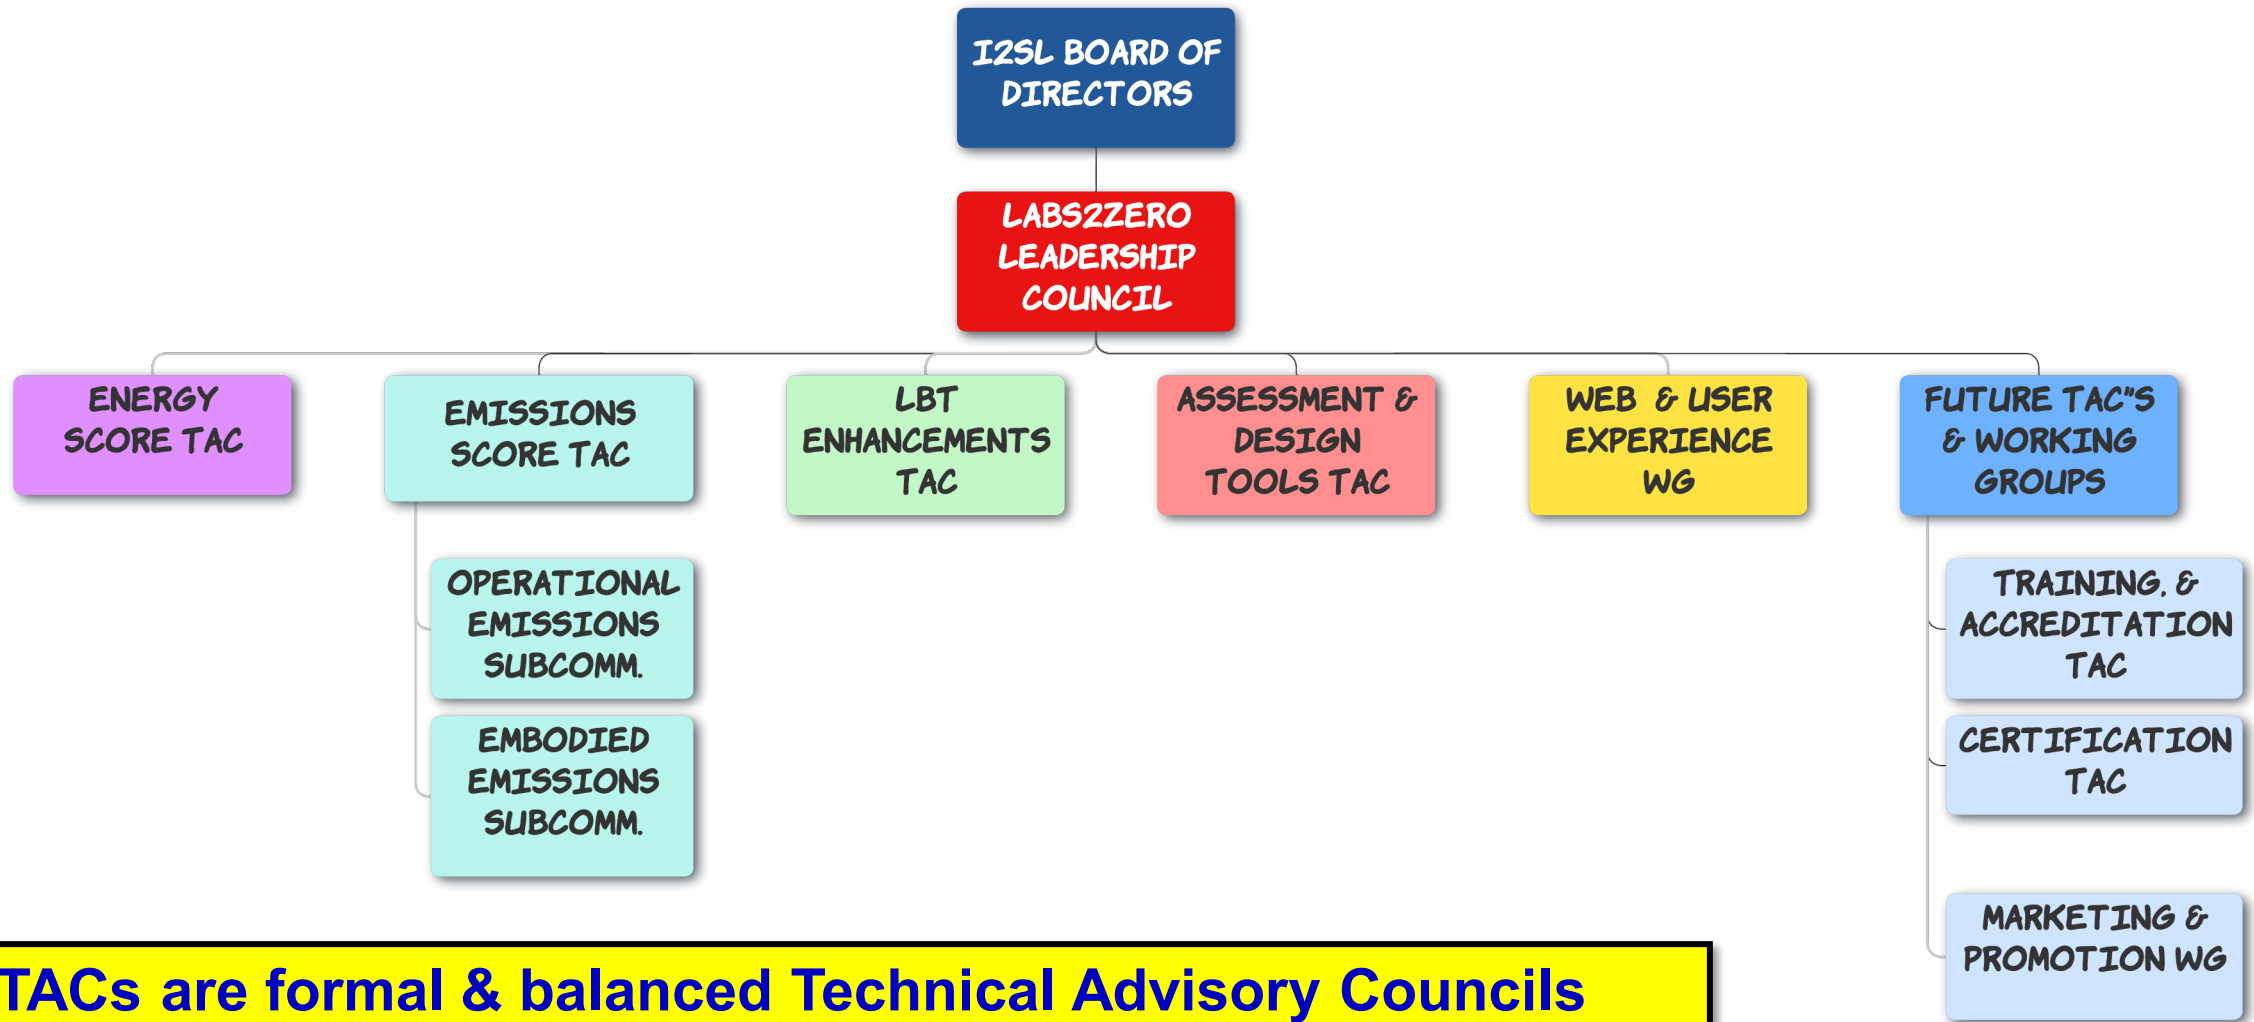 I2SL BOARD OF
DIRECTORS
LABS2ZERO
LEADERSHIP
COUNCIL
ENERGY
SCORE TAC
EMISSIONS
SCORE TAC
LBT
ENHANCEMENTS
TAC
ASSESSMENT &
DESIGN
TOOLS TAC
WEB & USER
EXPERIENCE
WG
FUTURE TAC"S
& WORKING
GROUPS
OPERATIONAL
EMISSIONS
SUBCOMM.
EMBODIED
EMISSIONS
SUBCOMM.
TRAINING, &
ACCREDITATION
TAC
CERTIFICATION
TAC
MARKETING &
PROMOTION WG
TACs are formal & balanced Technical Advisory Councils